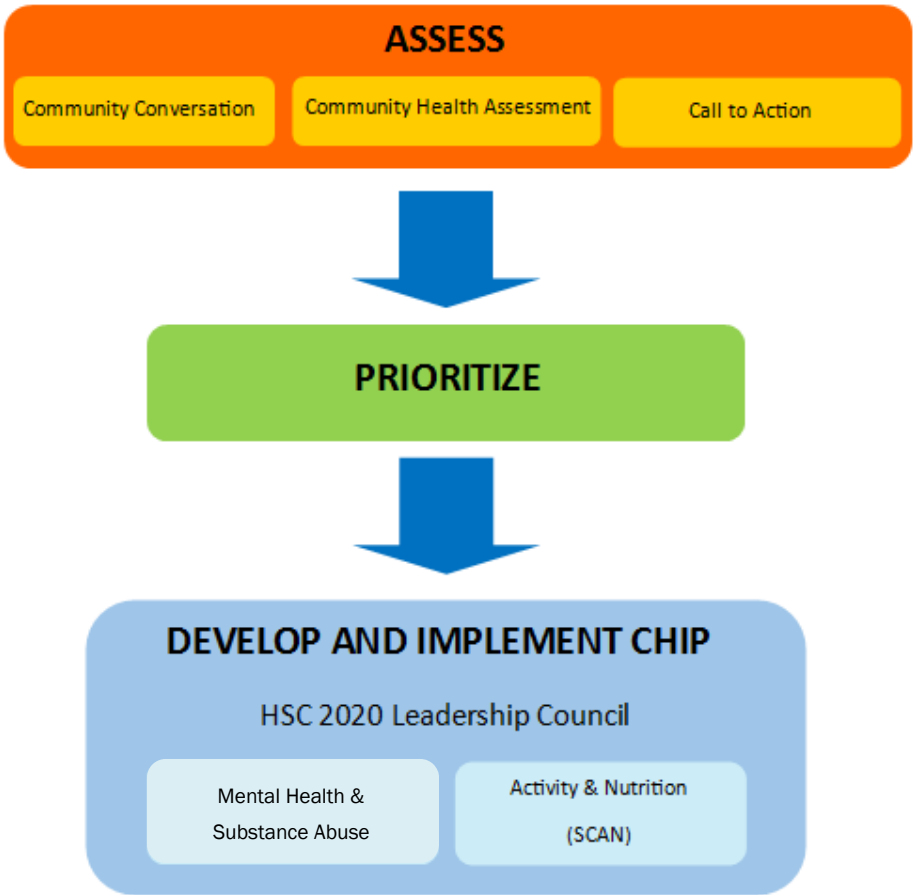 ASSESS
Community Conversation
Community Health Assessment
Call to Action
PRIORITIZE
DEVELOP AND IMPLEMENT CHIP
HSC 2020 Leadership Council
Mental Health &
Substance Abuse
Activity & Nutrition
(SCAN)